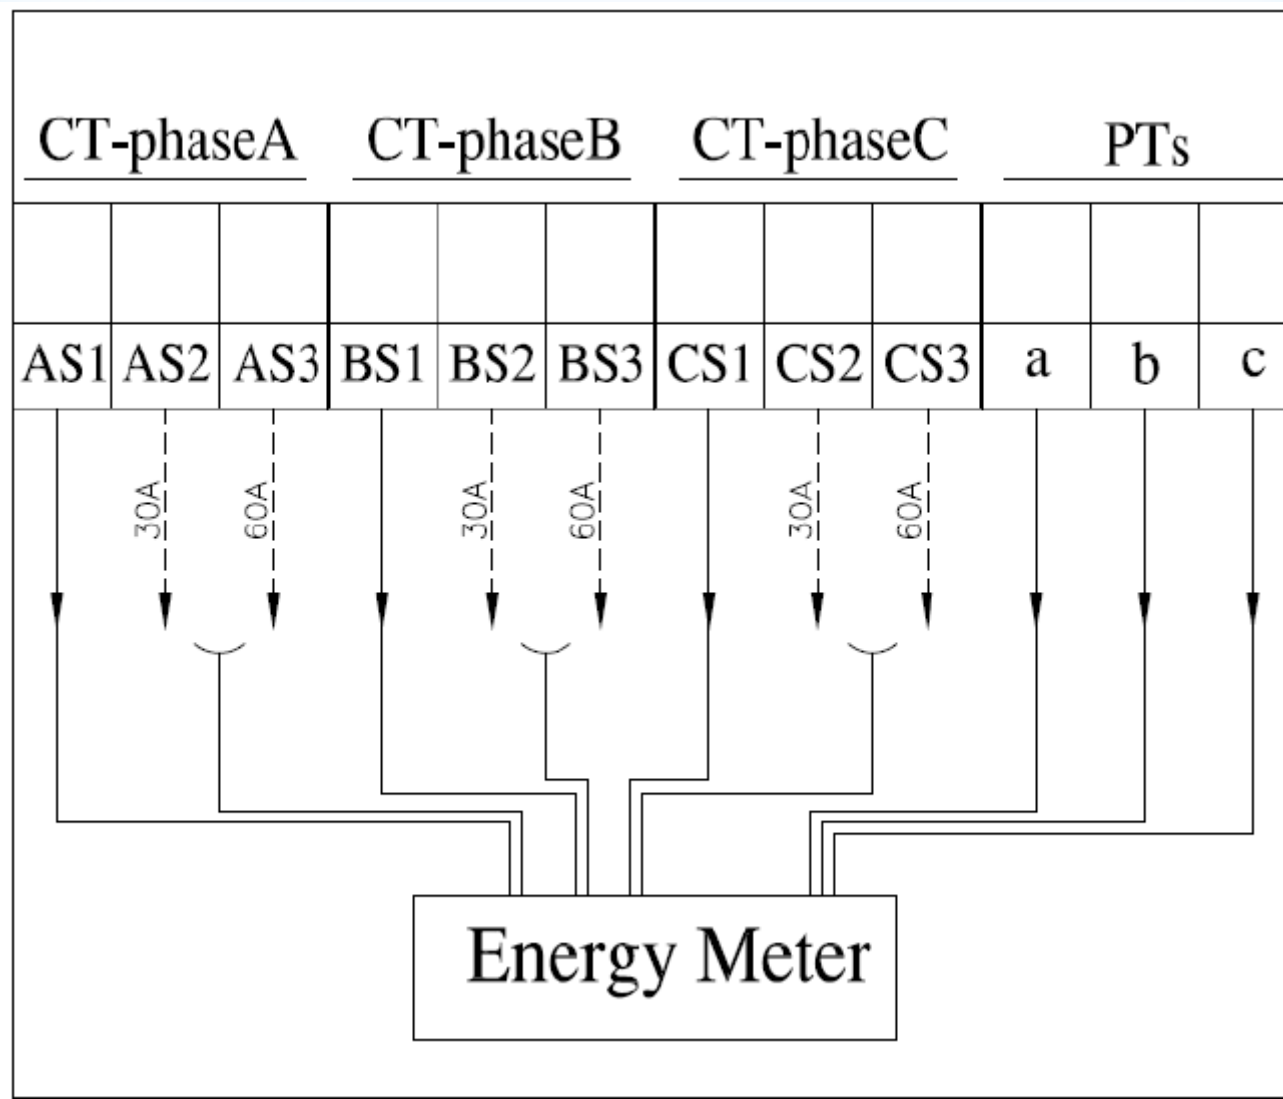 CT-phaseA CT-phaseB CT-phaseC PTs
AS1 AS2 AS3 BS1 BS2 BS3 CS1 CS2 CS3 a b c
30A 60A 30A 60A 30A 60A
Energy Meter